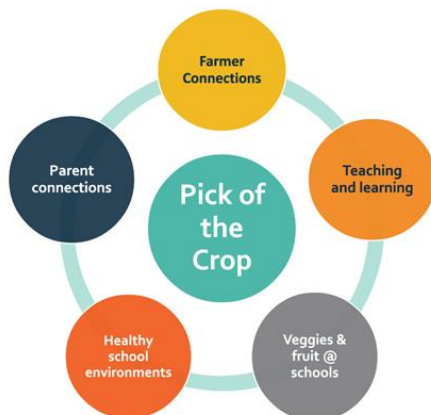 Farmer
Connections
Parent
connections
Teaching
and learning
Pick of
the
Crop
Healthy
school
environments
Veggies &
fruit @
schools